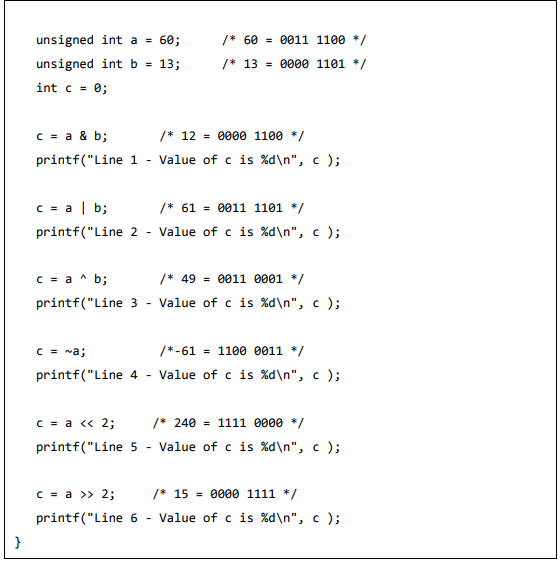 unsigned int a = 60;      /* 60 = 0011 1100 */
unsigned int b = 13;      /* 13 = 0000 1101 */
int c = 0;
c = a & b;       /* 12 = 0000 1100 */
printf("Line 1 - Value of c is %d\n", c );
c = a | b;       /* 61 = 0011 1101 */
printf("Line 2 - Value of c is %d\n", c );
c = a ^ b;       /* 49 = 0011 0001 */
printf("Line 3 - Value of c is %d\n", c );
c = ~a;          /*-61 = 1100 0011 */
printf("Line 4 - Value of c is %d\n", c );
c = a << 2;     /* 240 = 1111 0000 */
printf("Line 5 - Value of c is %d\n", c );
c = a >> 2;     /* 15 = 0000 1111 */
printf("Line 6 - Value of c is %d\n", c );
}